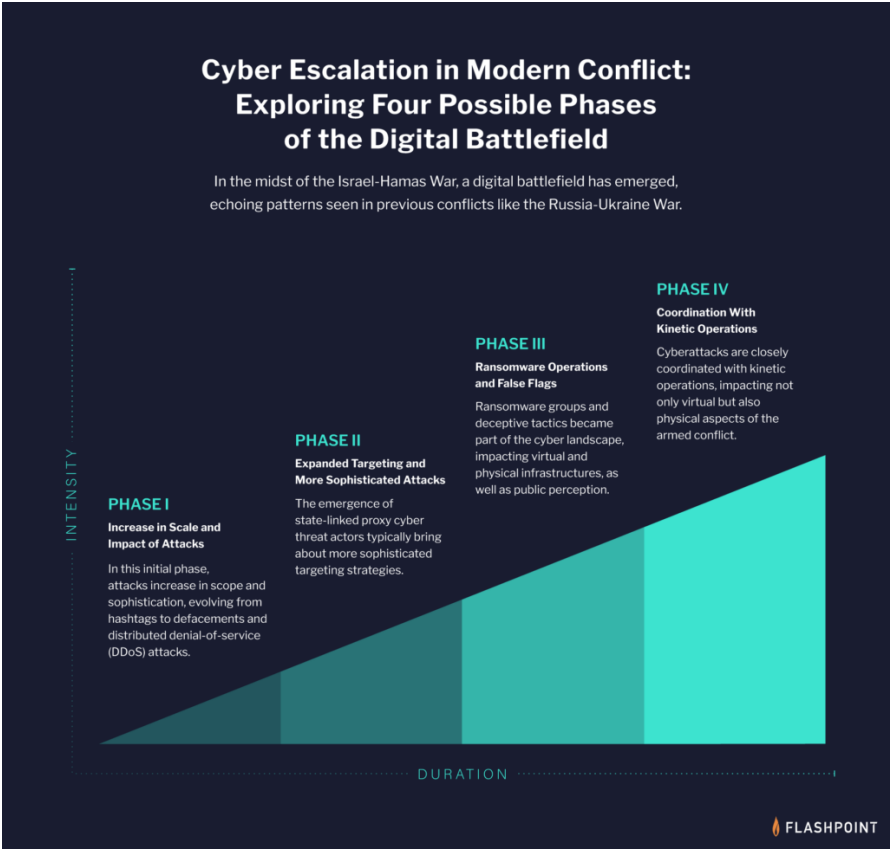 Cyber Escalation in Modern Conflict:
Exploring Four Possible Phases
of the Digital Battlefield
In the midst of the Israel-Hamas War, a digital battlefield has emerged,
echoing patterns seen in previous conflicts like the Russia-Ukraine War.
INTENSITY
PHASE I
Increase in Scale and
Impact of Attacks
In this initial phase,
attacks increase in scope and
sophistication, evolving from
hashtags to defacements and
distributed denial-of-service
(DDoS) attacks.
PHASE II
Expanded Targeting and
More Sophisticated Attacks
The emergence of
state-linked proxy cyber
threat actors typically bring
about more sophisticated
targeting strategies.
PHASE III
Ransomware Operations
and False Flags
Ransomware groups and
deceptive tactics became
part of the cyber landscape,
impacting virtual and
physical infrastructures, as
well as public perception.
PHASE IV
Coordination With
Kinetic Operations
Cyberattacks are closely
coordinated with kinetic
operations, impacting not
only virtual but also
physical aspects of the
armed conflict.
DURATION
FLASHPOINT